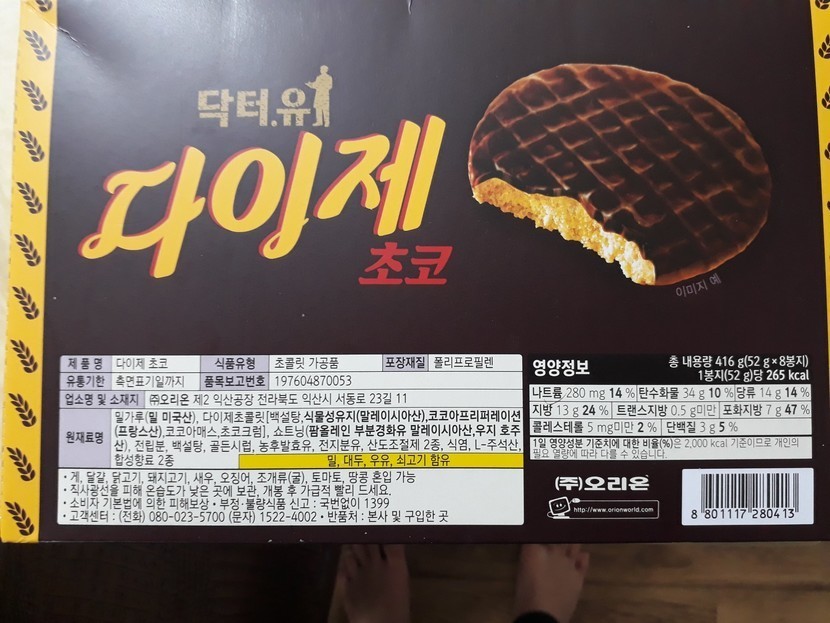 닥터.유
다이제
초코
이미지 예
제 품 명 다이제 초코 식품유형 초콜릿 가공품 포장재질 폴리프로필렌
유통기한 측면표기일까지 품목보고번호 197604870053
업소명 및 소재지 ㈜오리온 제2 익산공장 전라북도 익산시 서동로 23길 11
원재료명 밀가루(밀 미국산), 다이제초콜릿[백설탕,식물성유지(말레이시아산),코코아프리퍼레이션
(프랑스산),코코아매스,초코크림], 쇼트닝(팜올레인 부분경화유 말레이시아산,우지 호주
산), 전립분, 백설탕, 골든시럽, 농후발효유, 전지분유, 산도조절제 2종, 식염, L-주석산,
합성향료 2종
밀, 대두, 우유, 쇠고기 함유
• 게, 달걀, 닭고기, 돼지고기, 새우, 오징어, 조개류(굴), 토마토, 땅콩 혼입 가능
• 직사광선을 피해 온습도가 낮은 곳에 보관, 개봉 후 가급적 빨리 드세요.
• 소비자 기본법에 의한 피해보상 • 부정·불량식품 신고 : 국번없이 1399
• 고객센터 : (전화) 080-023-5700 (문자) 1522-4002 • 반품처 : 본사 및 구입한 곳
영양정보 총 내용량 416 g(52 g×8봉지)
1봉지(52 g)당 265 kcal
나트륨 280 mg 14 % 탄수화물 34 g 10 % 당류 14 g 14 %
지방 13 g 24 % 트랜스지방 0.5 g미만 포화지방 7 g 47 %
콜레스테롤 5 mg미만 2 % 단백질 3 g 5 %
1일 영양성분 기준치에 대한 비율(%)은 2,000 kcal 기준이므로 개인의
필요 열량에 따라 다를 수 있습니다.
(주)오리온
http://www.orionworld.com
8 801117 280413